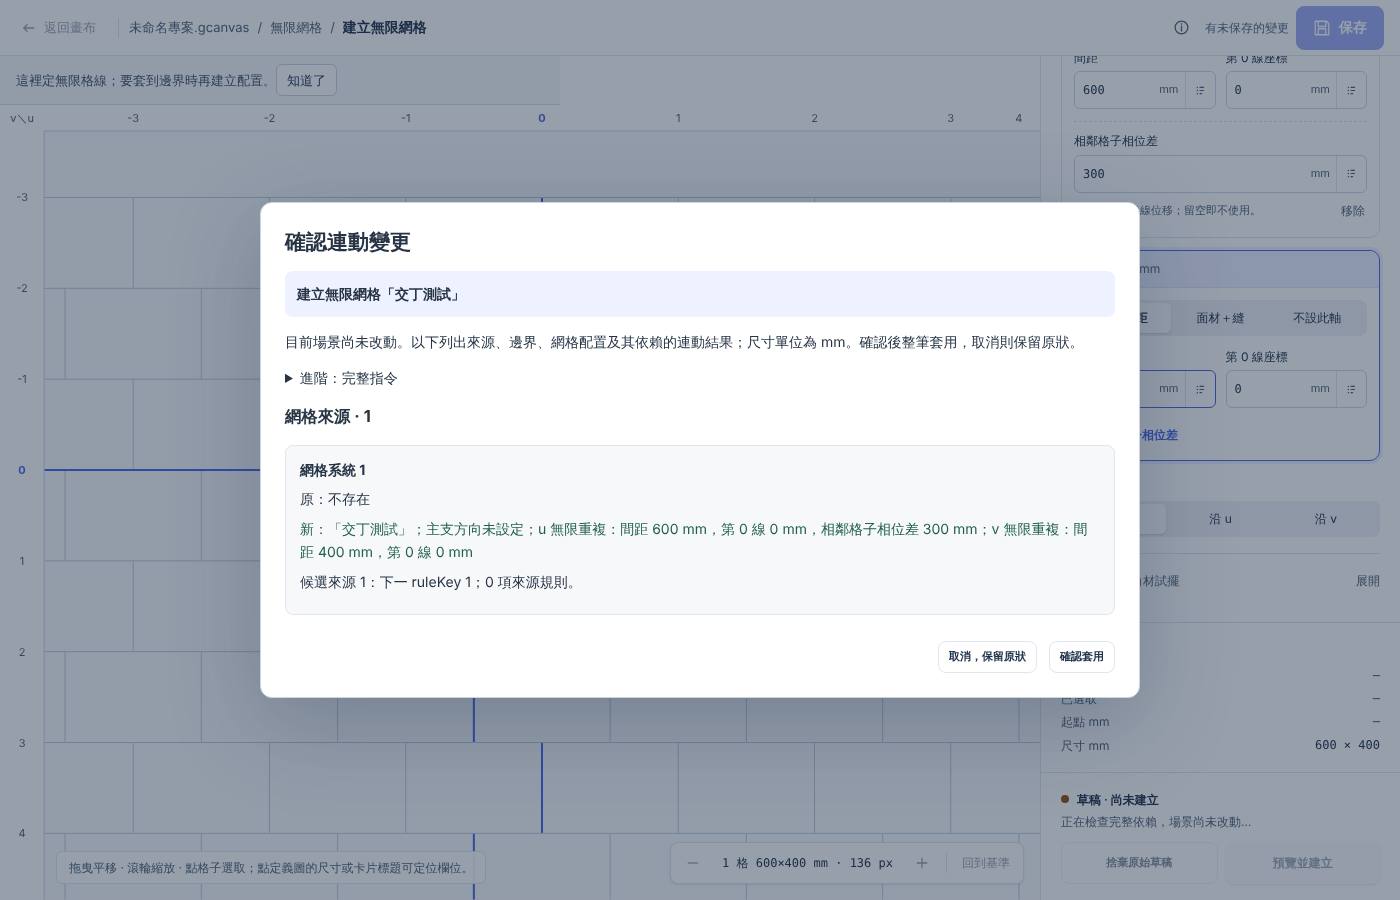 返回畫布
未命名專案.gcanvas / 無限網格 / 建立無限網格
有未保存的變更
保存
這裡定無限格線；要套到邊界時再建立配置。
知道了
v＼u
-3 -2 -1 0 1 2 3 4
-3
-2
-1
0
1
2
3
4
間距
第 0 線座標
600 mm
0 mm
相鄰格子相位差
300 mm
線位移；留空即不使用。
移除
mm
面材＋縫
不設此軸
第 0 線座標
mm
0 mm
相位差
沿 u
沿 v
材試擺
展開
確認連動變更
建立無限網格「交丁測試」
目前場景尚未改動。以下列出來源、邊界、網格配置及其依賴的連動結果；尺寸單位為 mm。確認後整筆套用，取消則保留原狀。
進階：完整指令
網格來源 · 1
網格系統 1
原：不存在
新：「交丁測試」；主支方向未設定；u 無限重複：間距 600 mm，第 0 線 0 mm，相鄰格子相位差 300 mm；v 無限重複：間
距 400 mm，第 0 線 0 mm
候選來源 1：下一 ruleKey 1；0 項來源規則。
取消，保留原狀
確認套用
–
已選取 –
起點 mm –
尺寸 mm 600 × 400
草稿 · 尚未建立
正在檢查完整依賴，場景尚未改動…
捨棄原始草稿
預覽並建立
拖曳平移 · 滾輪縮放 · 點格子選取；點定義圖的尺寸或卡片標題可定位欄位。
1 格 600×400 mm · 136 px
回到基準